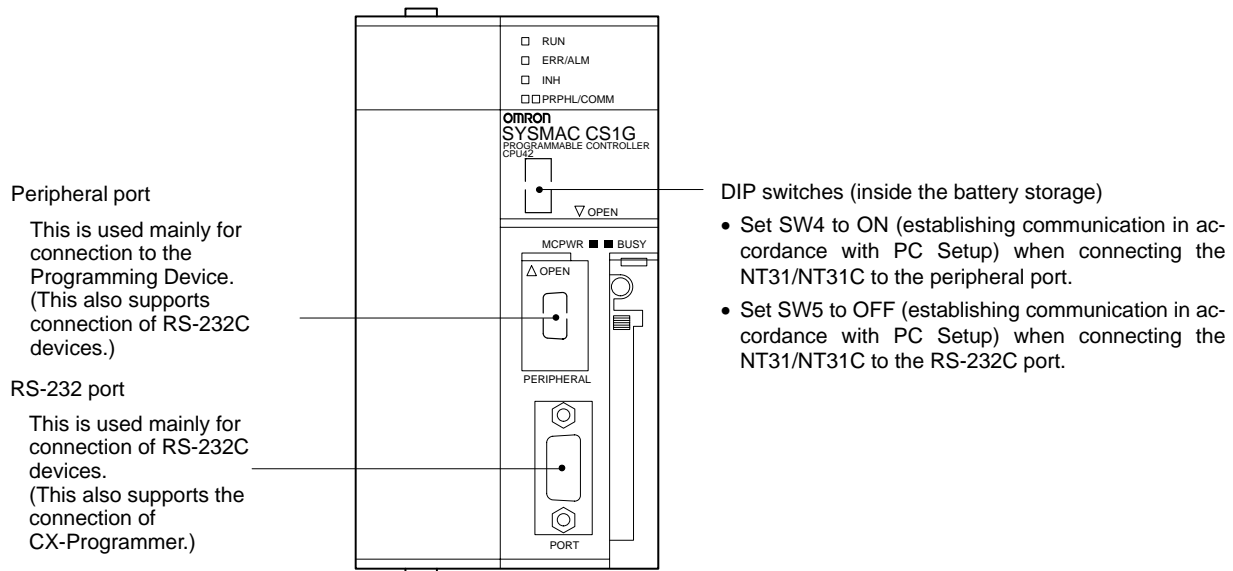 RUN
ERR/ALM
INH
PRPHL/COMM
OMRON
SYSMAC CS1G
PROGRAMMABLE CONTROLLER
CPU42
▽ OPEN
MCPWR ■ ■ BUSY
△ OPEN
PERIPHERAL
PORT
Peripheral port
This is used mainly for
connection to the
Programming Device.
(This also supports
connection of RS-232C
devices.)
RS-232 port
This is used mainly for
connection of RS-232C
devices.
(This also supports the
connection of
CX-Programmer.)
DIP switches (inside the battery storage)
• Set SW4 to ON (establishing communication in ac-
cordance with PC Setup) when connecting the
NT31/NT31C to the peripheral port.
• Set SW5 to OFF (establishing communication in ac-
cordance with PC Setup) when connecting the
NT31/NT31C to the RS-232C port.